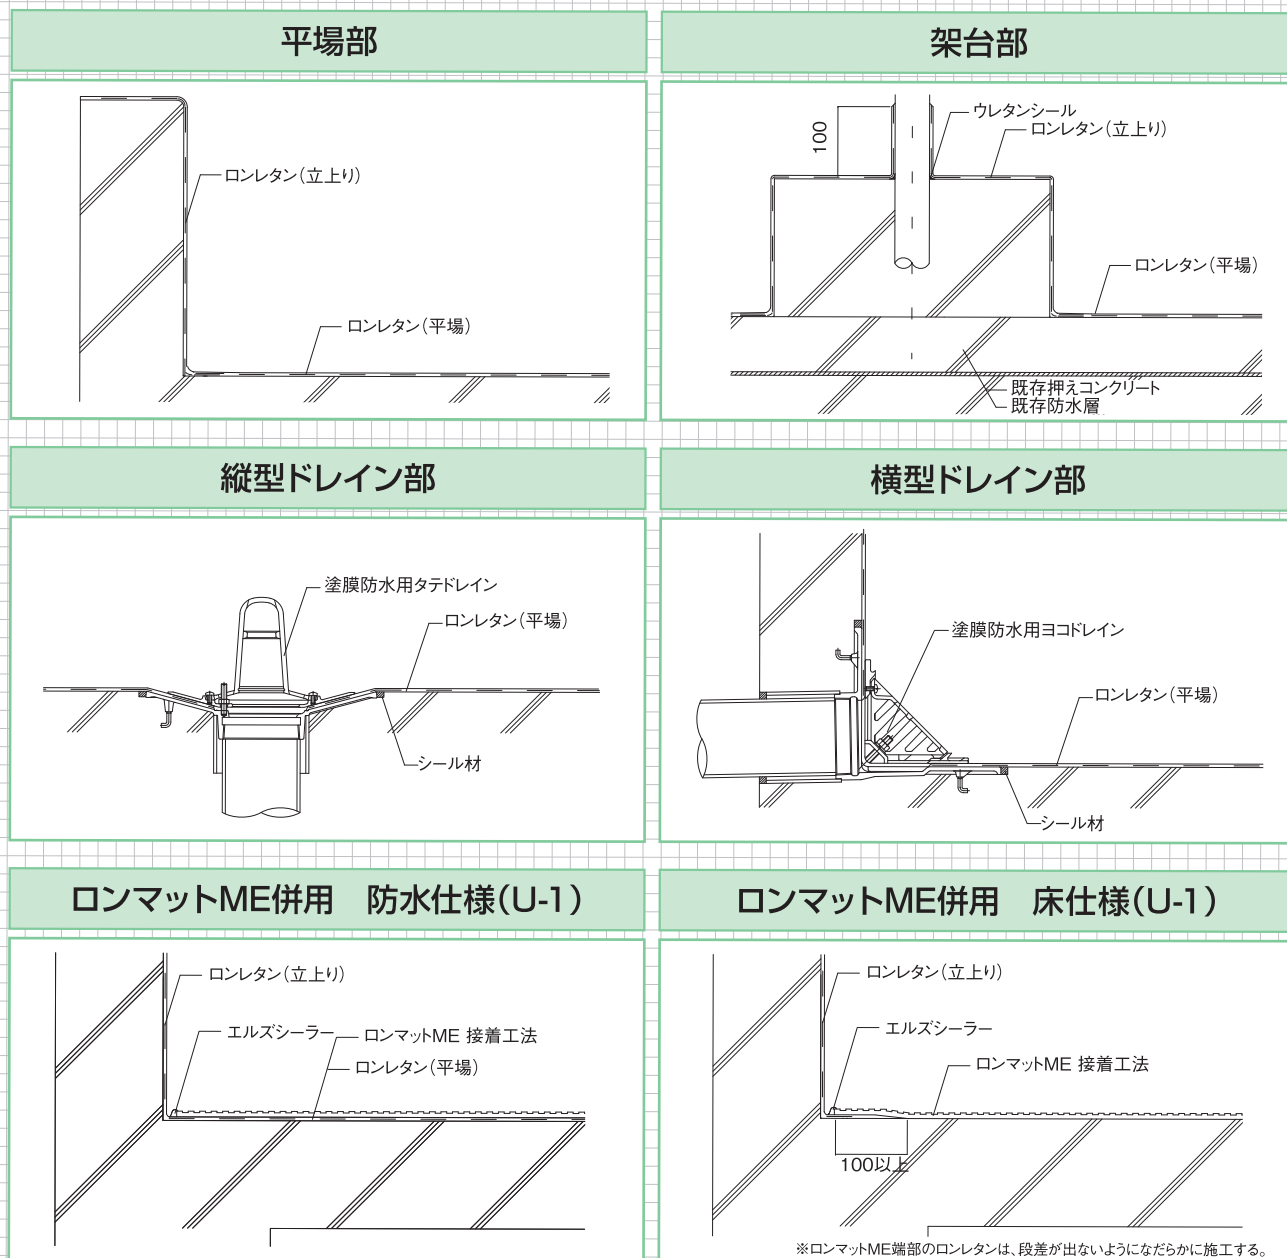 平場部
ロンレタン(立上り)
ロンレタン(平場)
架台部
100
ウレタンシール
ロンレタン(立上り)
ロンレタン(平場)
既存押えコンクリート
既存防水層
縦型ドレイン部
塗膜防水用タテドレイン
ロンレタン(平場)
シール材
横型ドレイン部
塗膜防水用ヨコドレイン
ロンレタン(平場)
シール材
ロンマットME併用　防水仕様(U-1)
ロンレタン(立上り)
エルズシーラー
ロンマットME 接着工法
ロンレタン(平場)
ロンマットME併用　床仕様(U-1)
ロンレタン(立上り)
エルズシーラー
ロンマットME 接着工法
100以上
※ロンマットME端部のロンレタンは、段差が出ないようになだらかに施工する。